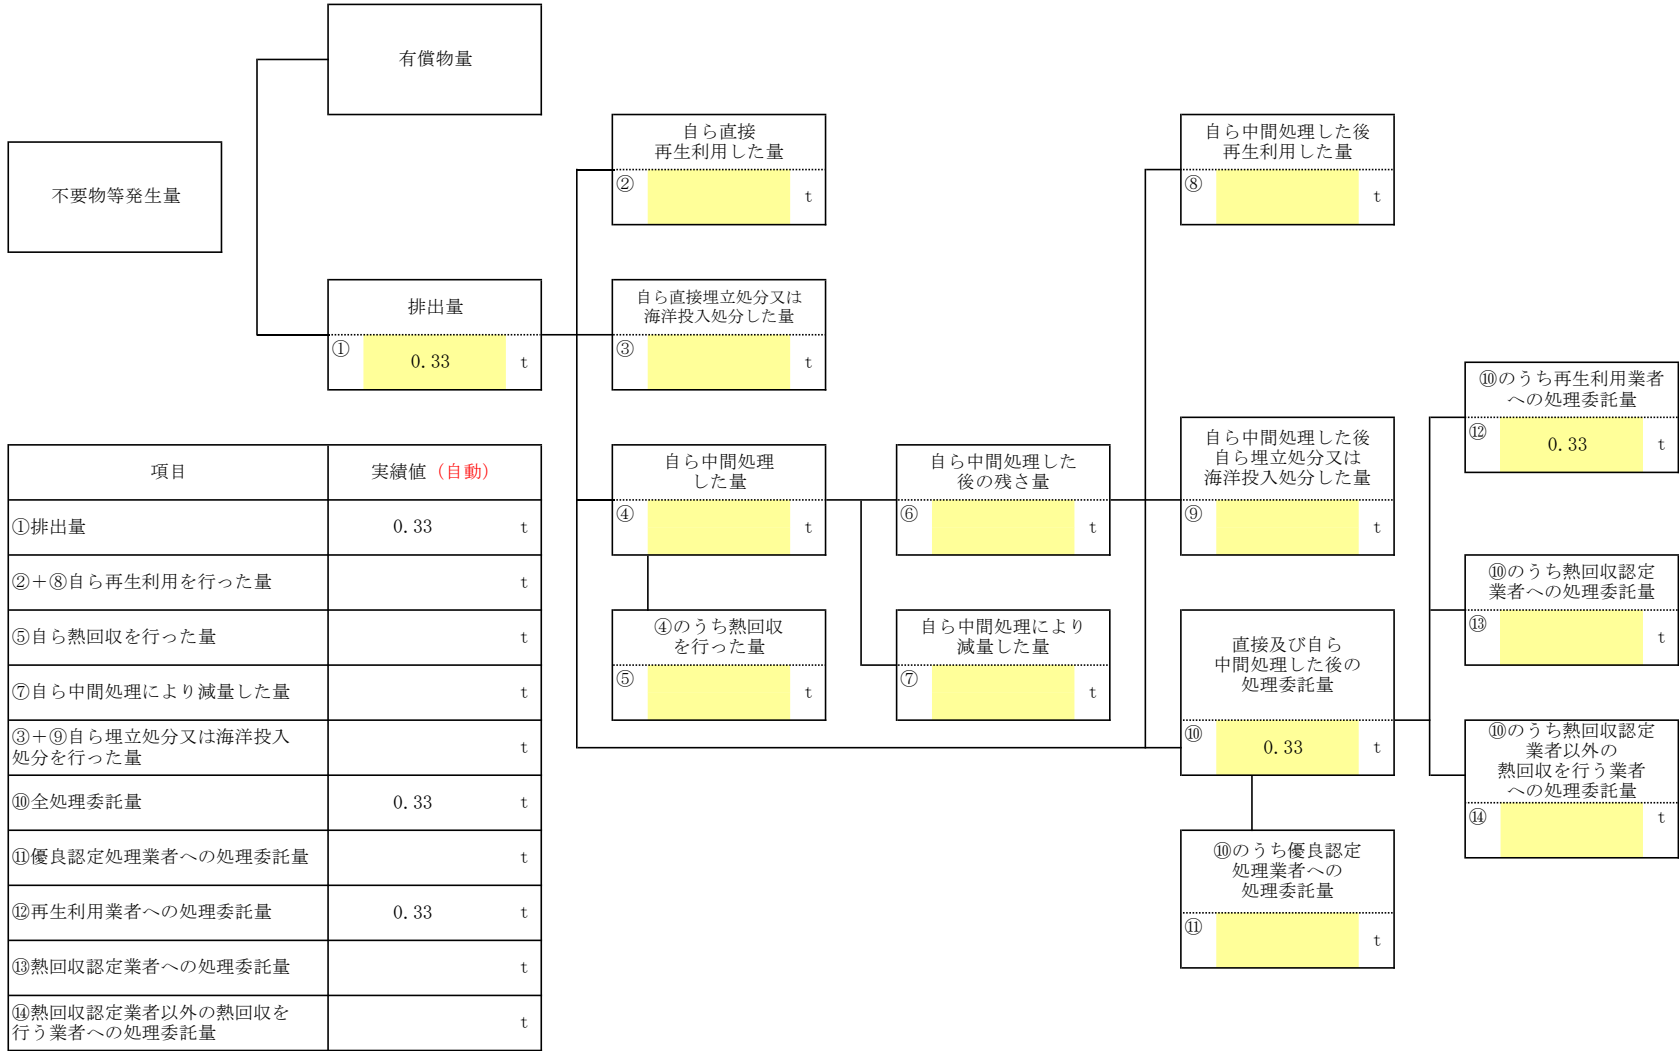 有償物量
不要物等発生量
排出量
① 0.33 t
自ら直接
再生利用した量
② t
自ら直接埋立処分又は
海洋投入処分した量
③ t
自ら中間処理
した量
④ t
④のうち熱回収
を行った量
⑤ t
自ら中間処理した
後の残さ量
⑥ t
自ら中間処理により
減量した量
⑦ t
自ら中間処理した後
再生利用した量
⑧ t
自ら中間処理した後
自ら埋立処分又は
海洋投入処分した量
⑨ t
直接及び自ら
中間処理した後の
処理委託量
⑩ 0.33 t
⑩のうち優良認定
処理業者への
処理委託量
⑪ t
⑩のうち再生利用業者
への処理委託量
⑫ 0.33 t
⑩のうち熱回収認定
業者への処理委託量
⑬ t
⑩のうち熱回収認定
業者以外の
熱回収を行う業者
への処理委託量
⑭ t
項目 実績値（自動）
①排出量 0.33 t
②＋⑧自ら再生利用を行った量 t
⑤自ら熱回収を行った量 t
⑦自ら中間処理により減量した量 t
③＋⑨自ら埋立処分又は海洋投入
処分を行った量 t
⑩全処理委託量 0.33 t
⑪優良認定処理業者への処理委託量 t
⑫再生利用業者への処理委託量 0.33 t
⑬熱回収認定業者への処理委託量 t
⑭熱回収認定業者以外の熱回収を
行う業者への処理委託量 t